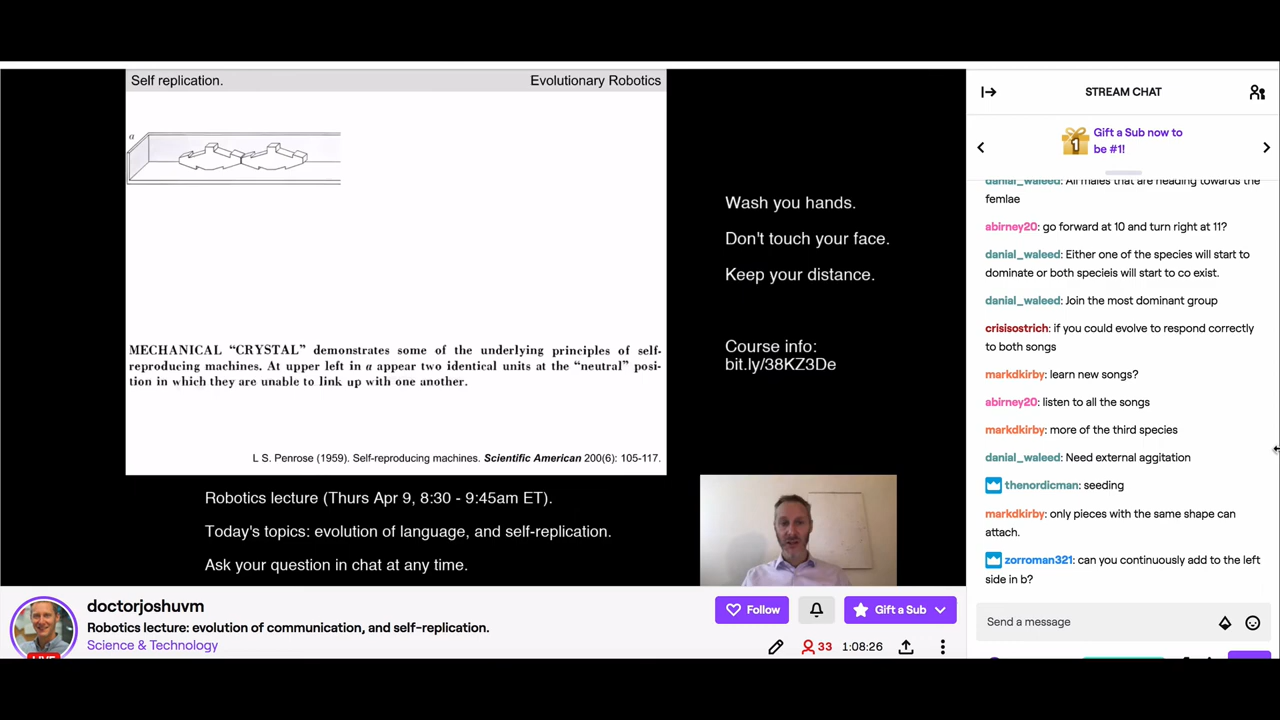 Self replication.
Evolutionary Robotics
a
MECHANICAL "CRYSTAL" demonstrates some of the underlying principles of self-
reproducing machines. At upper left in a appear two identical units at the "neutral" posi-
tion in which they are unable to link up with one another.
L S. Penrose (1959). Self-reproducing machines. Scientific American 200(6): 105-117.
Wash you hands.
Don't touch your face.
Keep your distance.
Course info:
bit.ly/38KZ3De
Robotics lecture (Thurs Apr 9, 8:30 - 9:45am ET).
Today's topics: evolution of language, and self-replication.
Ask your question in chat at any time.
doctorjoshuvm
Robotics lecture: evolution of communication, and self-replication.
Science & Technology
LIVE
Follow
Gift a Sub
33
1:08:26
STREAM CHAT
1
Gift a Sub now to
be #1!
danial_waleed: All males that are heading towards the
femlae
abirney20: go forward at 10 and turn right at 11?
danial_waleed: Either one of the species will start to
dominate or both specieis will start to co exist.
danial_waleed: Join the most dominant group
crisisostrich: if you could evolve to respond correctly
to both songs
markdkirby: learn new songs?
abirney20: listen to all the songs
markdkirby: more of the third species
danial_waleed: Need external aggitation
thenordicman: seeding
markdkirby: only pieces with the same shape can
attach.
zorroman321: can you continuously add to the left
side in b?
Send a message